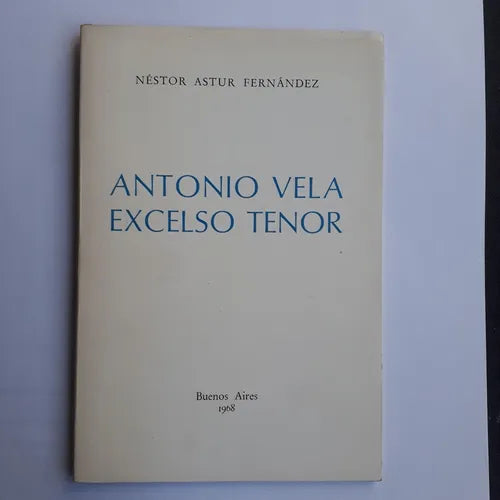 NÉSTOR ASTUR FERNÁNDEZ
ANTONIO VELA
EXCELSO TENOR
Buenos Aires
1968